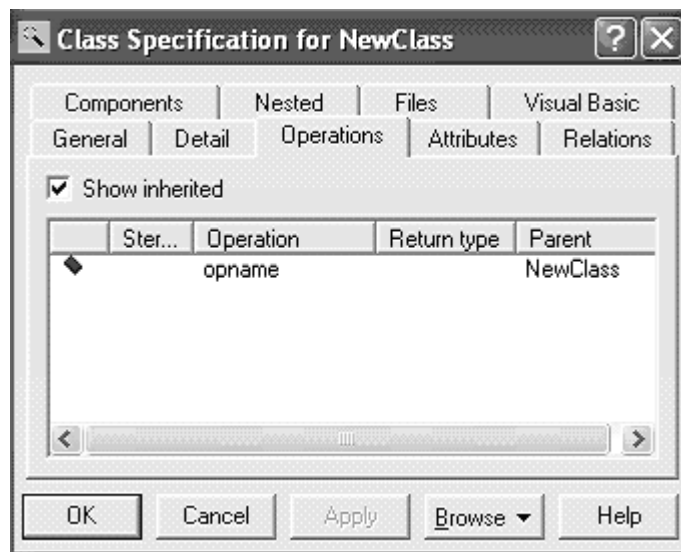 Class Specification for NewClass
Components Nested Files Visual Basic
General Detail Operations Attributes Relations
Show inherited
Ster... Operation Return type Parent
opname NewClass
OK Cancel Apply Browse Help